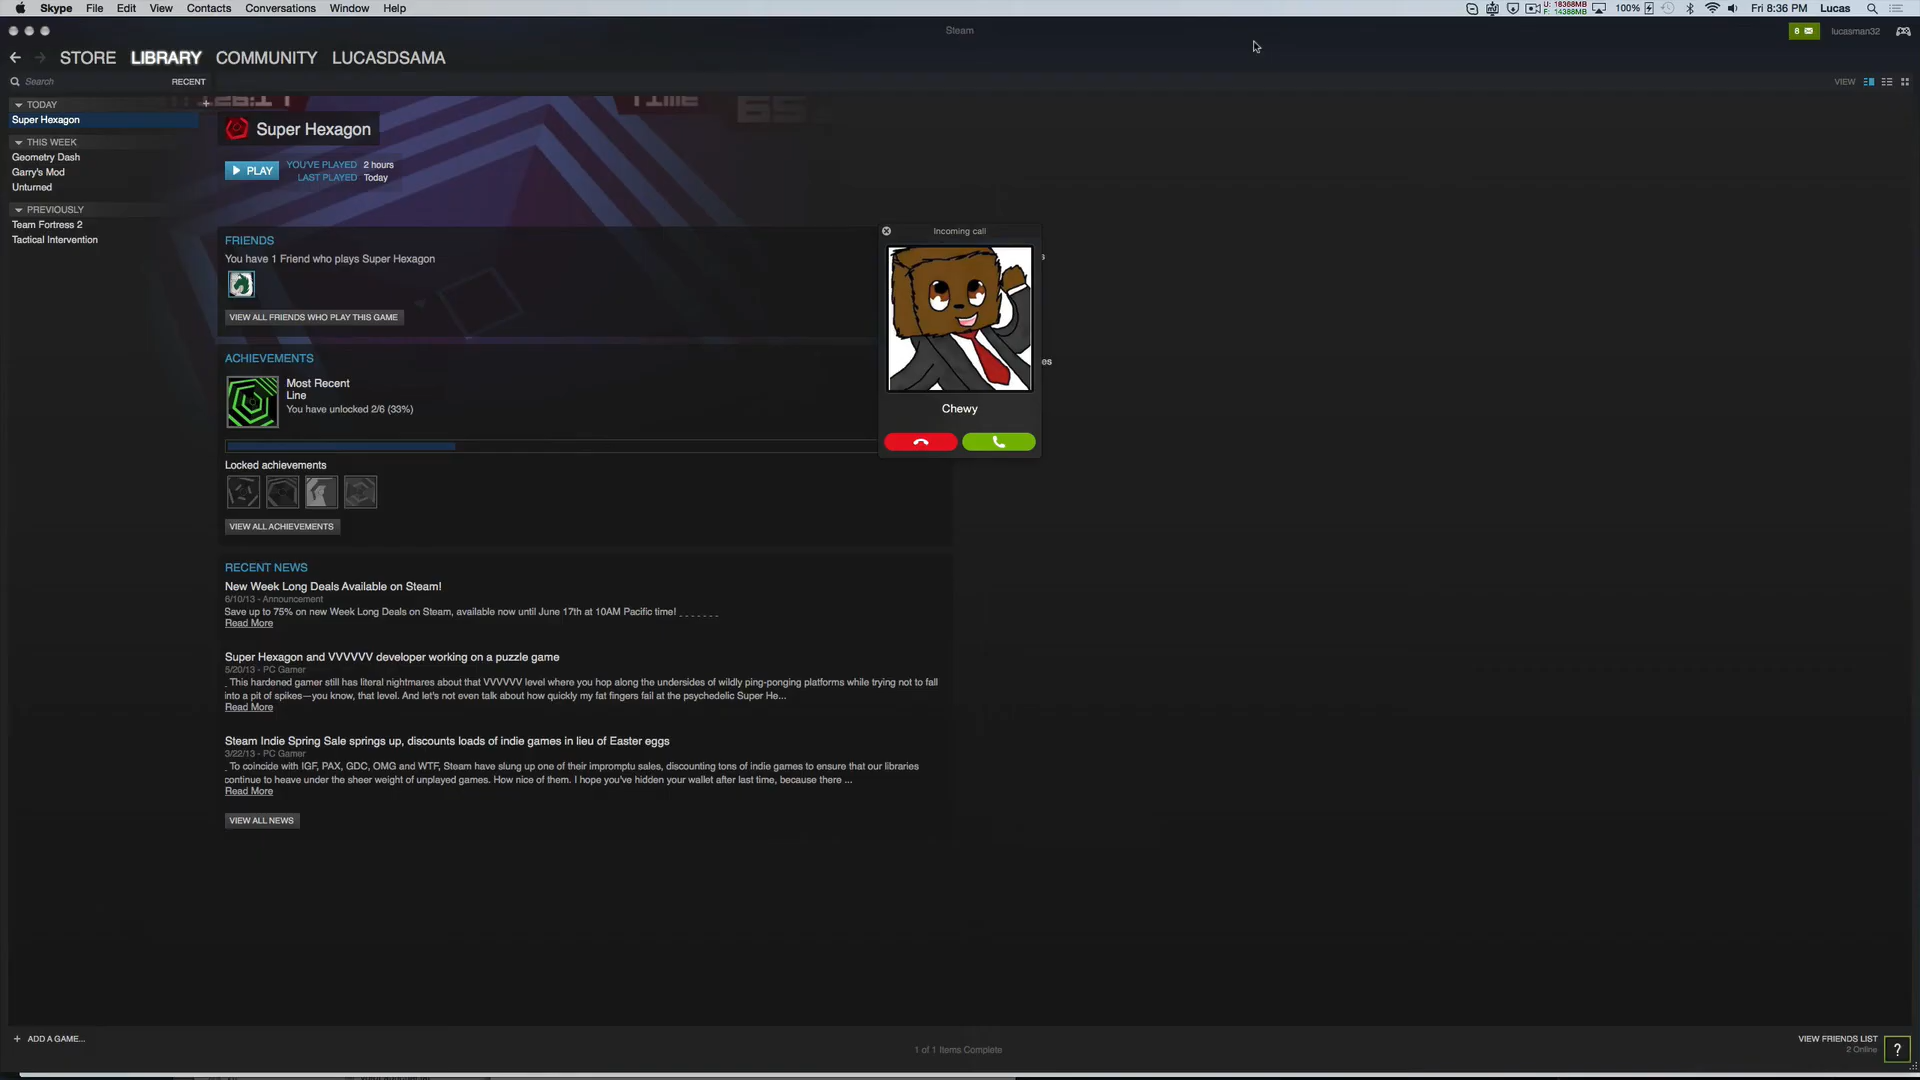 Skype File Edit View Contacts Conversations Window Help
U: 18368MB
F: 14388MB
100% Fri 8:36 PM Lucas
Steam
8 lucasman32
STORE LIBRARY COMMUNITY LUCASDSAMA
Search RECENT
VIEW
TODAY
Super Hexagon
THIS WEEK
Geometry Dash
Garry's Mod
Unturned
PREVIOUSLY
Team Fortress 2
Tactical Intervention
TIME
Super Hexagon
PLAY
YOU'VE PLAYED 2 hours
LAST PLAYED Today
FRIENDS
You have 1 Friend who plays Super Hexagon
VIEW ALL FRIENDS WHO PLAY THIS GAME
ACHIEVEMENTS
Most Recent
Line
You have unlocked 2/6 (33%)
Locked achievements
VIEW ALL ACHIEVEMENTS
Incoming call
Chewy
s
es
RECENT NEWS
New Week Long Deals Available on Steam!
6/10/13 - Announcement
Save up to 75% on new Week Long Deals on Steam, available now until June 17th at 10AM Pacific time! _ _ _ _ _ _ _
Read More
Super Hexagon and VVVVVV developer working on a puzzle game
5/20/13 - PC Gamer
_ This hardened gamer still has literal nightmares about that VVVVVV level where you hop along the undersides of wildly ping-ponging platforms while trying not to fall
into a pit of spikes—you know, that level. And let's not even talk about how quickly my fat fingers fail at the psychedelic Super He...
Read More
Steam Indie Spring Sale springs up, discounts loads of indie games in lieu of Easter eggs
3/22/13 - PC Gamer
_ To coincide with IGF, PAX, GDC, OMG and WTF, Steam have slung up one of their impromptu sales, discounting tons of indie games to ensure that our libraries
continue to heave under the sheer weight of unplayed games. How nice of them. I hope you've hidden your wallet after last time, because there ...
Read More
VIEW ALL NEWS
+ ADD A GAME...
1 of 1 Items Complete
VIEW FRIENDS LIST
2 Online
?